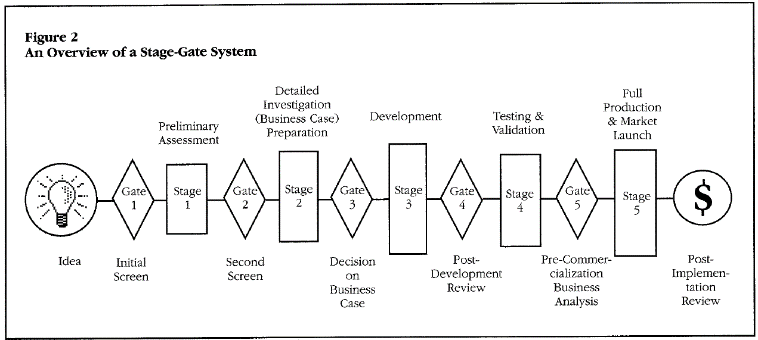 Figure 2
An Overview of a Stage-Gate System
Preliminary
Assessment
Detailed
Investigation
(Business Case)
Preparation
Development
Testing &
Validation
Full
Production
& Market
Launch
Gate
1
Stage
1
Gate
2
Stage
2
Gate
3
Stage
3
Gate
4
Stage
4
Gate
5
Stage
5
$
Idea
Initial
Screen
Second
Screen
Decision
on
Business
Case
Post-
Development
Review
Pre-Commer-
cialization
Business
Analysis
Post-
Implemen-
tation
Review